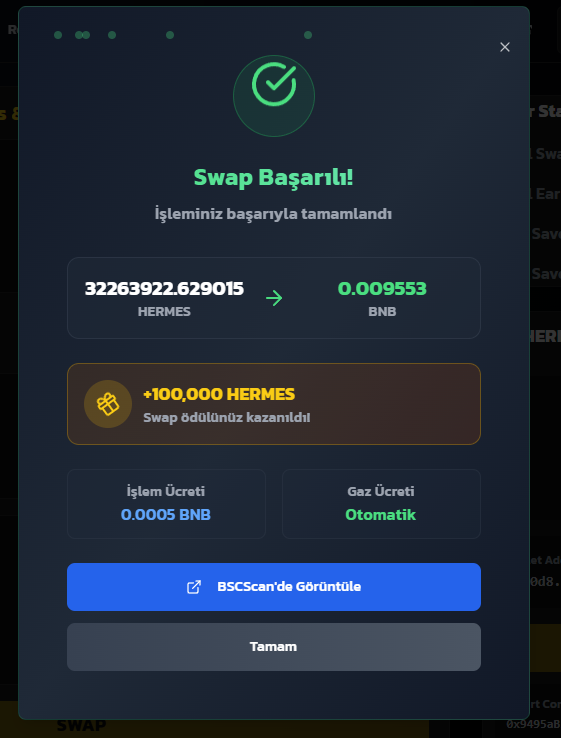 Swap Başarılı!
İşleminiz başarıyla tamamlandı
32263922.629015
HERMES
0.009553
BNB
+100,000 HERMES
Swap ödülünüz kazanıldı!
İşlem Ücreti
0.0005 BNB
Gaz Ücreti
Otomatik
BSCScan'de Görüntüle
Tamam
SWAP
0x9495aB